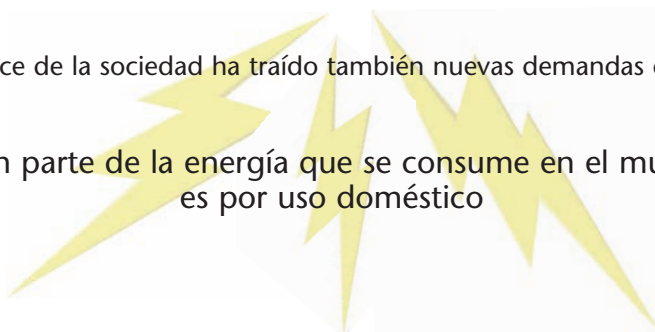 ce de la sociedad ha traído también nuevas demandas
parte de la energía que se consume en el
es por uso doméstico